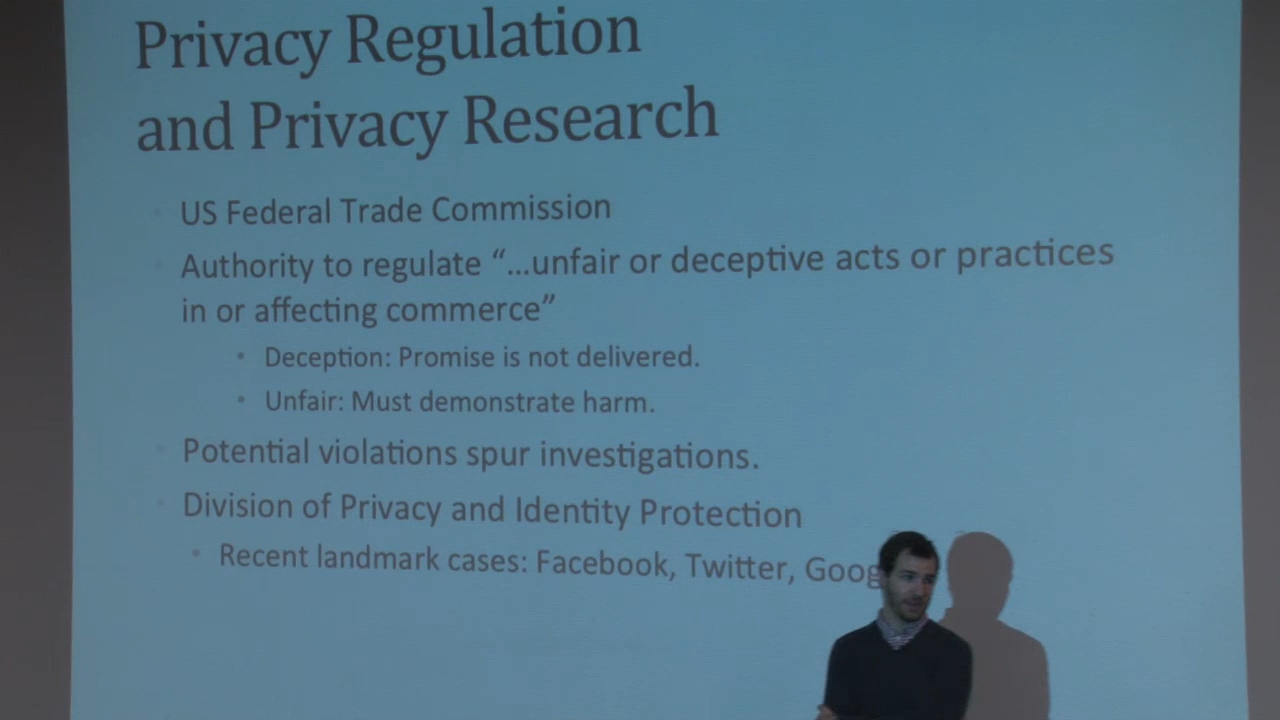 Privacy Regulation
and Privacy Research
US Federal Trade Commission
Authority to regulate “...unfair or deceptive acts or practices
in or affecting commerce”
Deception: Promise is not delivered.
Unfair: Must demonstrate harm.
Potential violations spur investigations.
Division of Privacy and Identity Protection
Recent landmark cases: Facebook, Twitter,